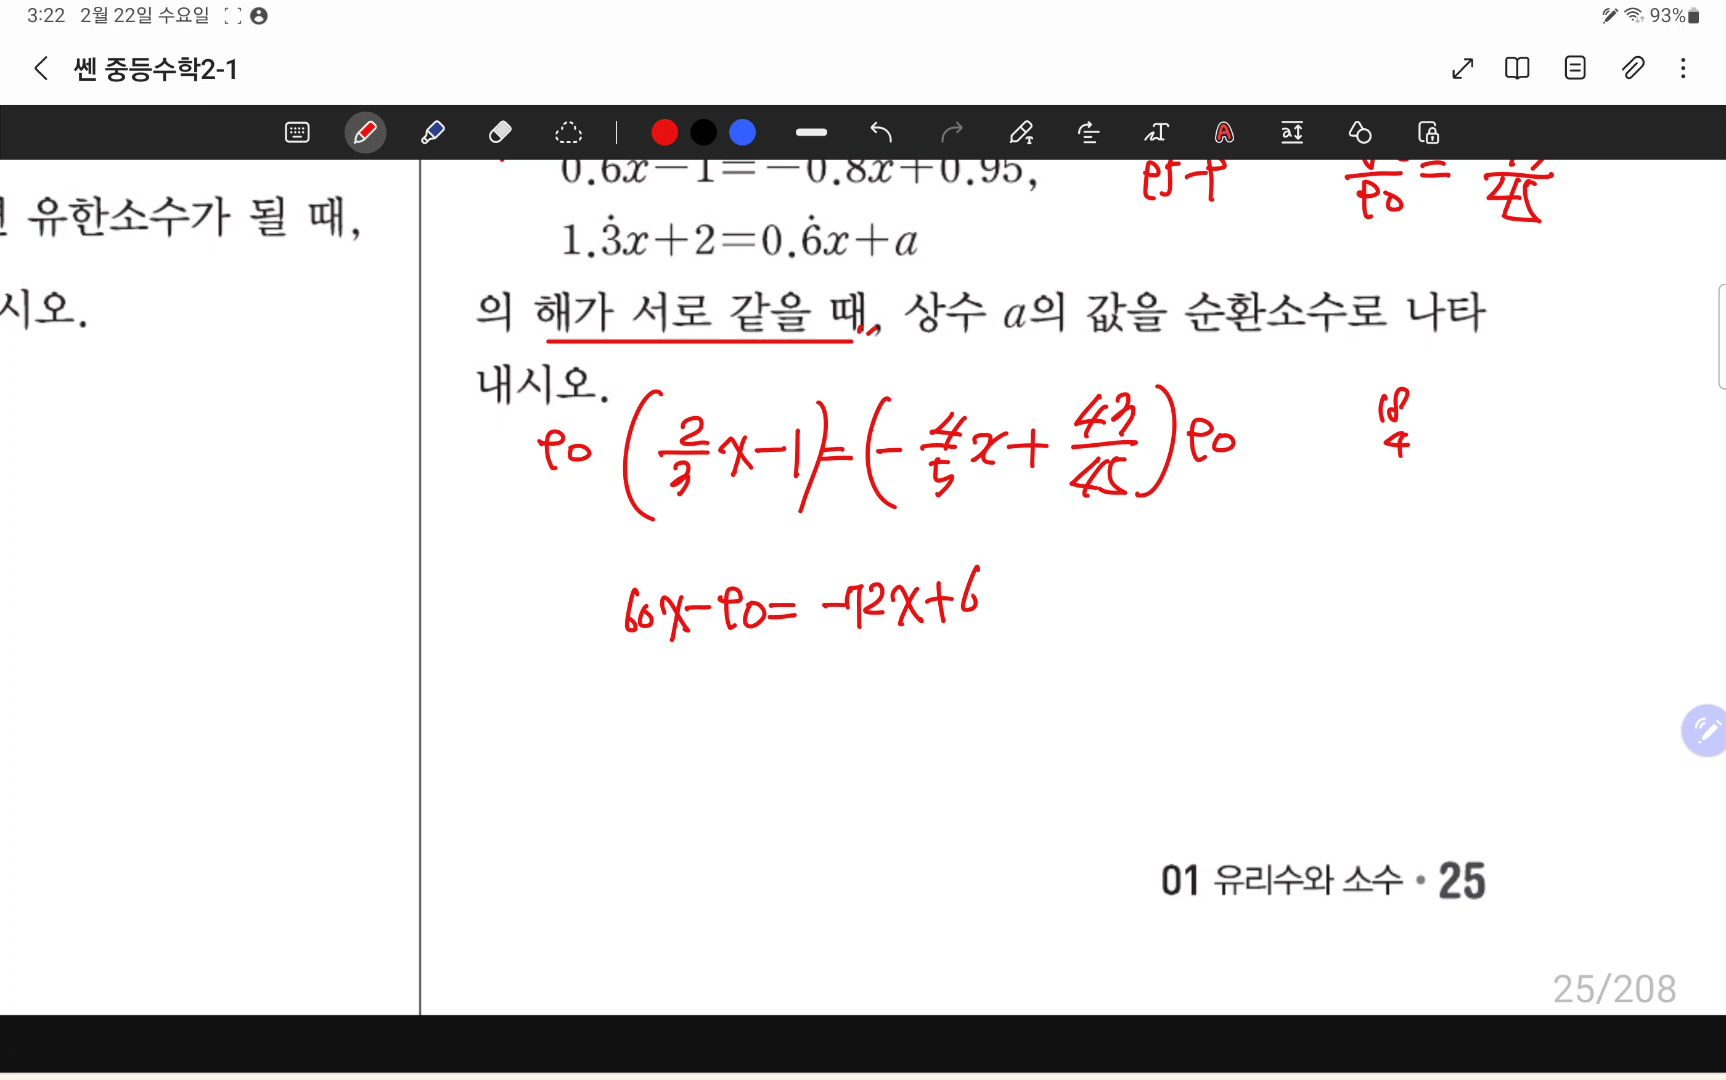 3:22 2월 22일 수요일
93%
쎈 중등수학2-1
0.6x-1=-0.8x+0.95,
유한소수가 될 때,
1.3̇x+2=0.6̇x+a
시오.
의 해가 서로 같을 때, 상수 a의 값을 순환소수로 나타
내시오.
90(2/3x-1)=(-4/5x+43/45)90
18
4
60x-90=-72x+6
01 유리수와 소수 • 25
25/208